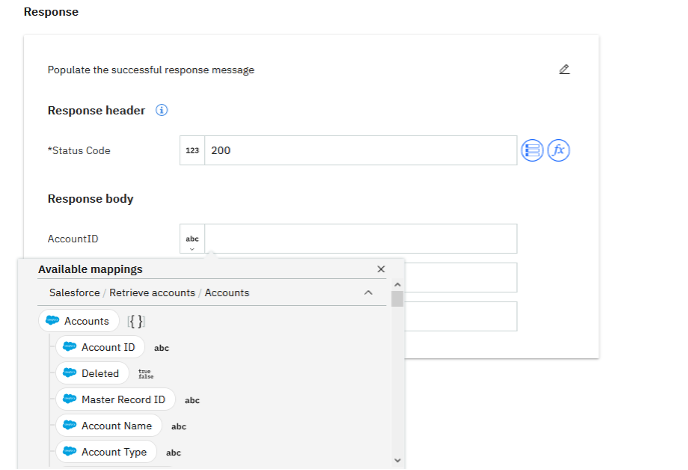 Response
Populate the successful response message
Response header
*Status Code 123 200 fx
Response body
AccountID abc
Available mappings
Salesforce / Retrieve accounts / Accounts
Accounts [{ }]
Account ID abc
Deleted true false
Master Record ID abc
Account Name abc
Account Type abc